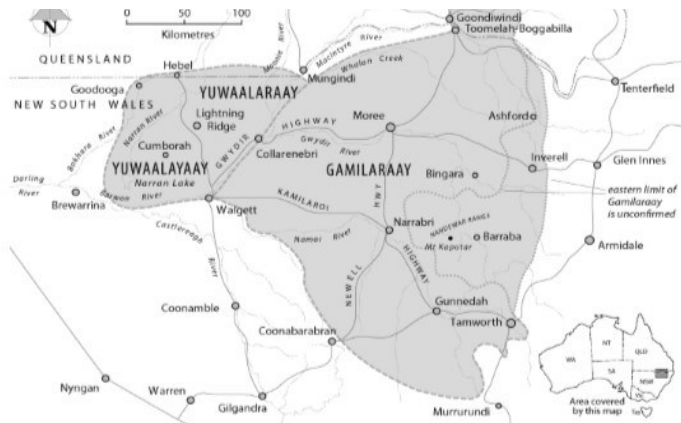 N
0
50
100
Kilometres
QUEENSLAND
NEW SOUTH WALES
Goondiwindi
Toomelah-Boggabilla
Macintyre River
Moonie River
Whalan Creek
Mungindi
Hebel
Goodooga
YUWAALARAAY
Lightning
Ridge
Narran River
Bokhara River
Cumborah
YUWAALAYAAY
Narran Lake
Darling
River
Barwon River
Brewarrina
Walgett
GWYDIR
HIGHWAY
Collarenebri
Gwydir
River
Moree
GAMILARAAY
HWY
Ashford
Tenterfield
Bingara
Inverell
Glen Innes
eastern limit of
Gamilaraay
is unconfirmed
KAMILAROI
HIGHWAY
Namoi River
Narrabri
NANDEWAR RANGE
Mt Kaputar
Barraba
Armidale
Castlereagh
River
NEWELL
Coonamble
Coonabarabran
Gunnedah
Tamworth
Nyngan
Warren
Gilgandra
Murrurundi
WA
NT
QLD
SA
NSW
Vic
Tas
Area covered
by this map